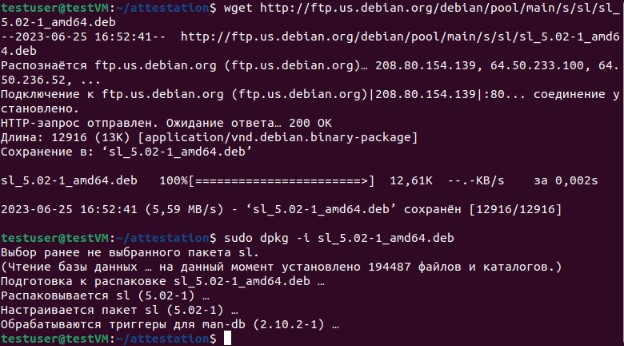 testuser@testVM:~/attestation$ wget http://ftp.us.debian.org/debian/pool/main/s/sl/sl_
5.02-1_amd64.deb
--2023-06-25 16:52:41--  http://ftp.us.debian.org/debian/pool/main/s/sl/sl_5.02-1_amd6
4.deb
Распознаётся ftp.us.debian.org (ftp.us.debian.org)… 208.80.154.139, 64.50.233.100, 64.
50.236.52, ...
Подключение к ftp.us.debian.org (ftp.us.debian.org)|208.80.154.139|:80... соединение у
становлено.
HTTP-запрос отправлен. Ожидание ответа… 200 OK
Длина: 12916 (13K) [application/vnd.debian.binary-package]
Сохранение в: ‘sl_5.02-1_amd64.deb’
sl_5.02-1_amd64.deb   100%[======================>]  12,61K  --.-KB/s    за 0,002s
2023-06-25 16:52:41 (5,59 MB/s) - ‘sl_5.02-1_amd64.deb’ сохранён [12916/12916]
testuser@testVM:~/attestation$ sudo dpkg -i sl_5.02-1_amd64.deb
Выбор ранее не выбранного пакета sl.
(Чтение базы данных … на данный момент установлено 194487 файлов и каталогов.)
Подготовка к распаковке sl_5.02-1_amd64.deb …
Распаковывается sl (5.02-1) …
Настраивается пакет sl (5.02-1) …
Обрабатываются триггеры для man-db (2.10.2-1) …
testuser@testVM:~/attestation$